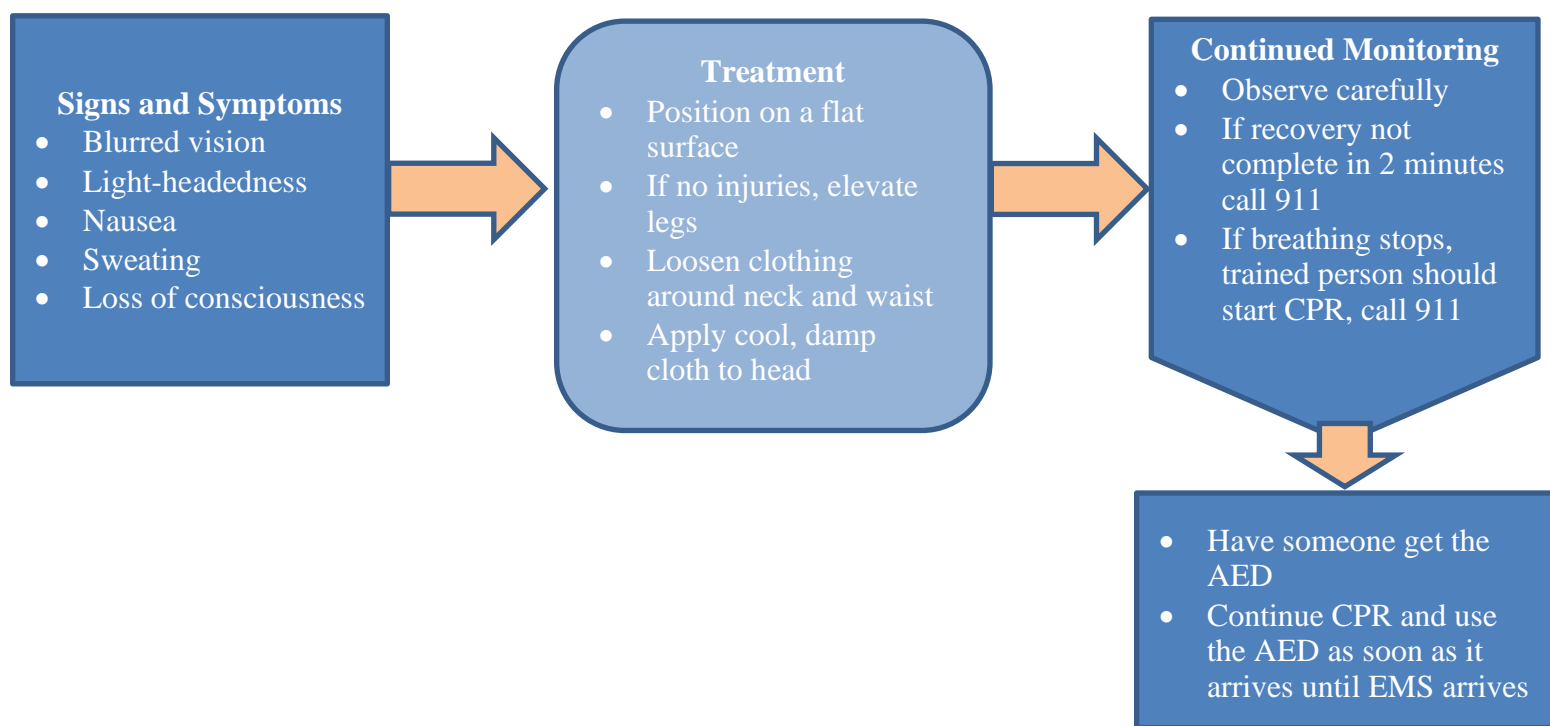 Signs and Symptoms
• Blurred vision
• Light-headedness
• Nausea
• Sweating
• Loss of consciousness
Treatment
• Position on a flat
surface
• If no injuries, elevate
legs
• Loosen clothing
around neck and waist
• Apply cool, damp
cloth to head
Continued Monitoring
• Observe carefully
• If recovery not
complete in 2 minutes
call 911
• If breathing stops,
trained person should
start CPR, call 911
• Have someone get the
AED
• Continue CPR and use
the AED as soon as it
arrives until EMS arrives